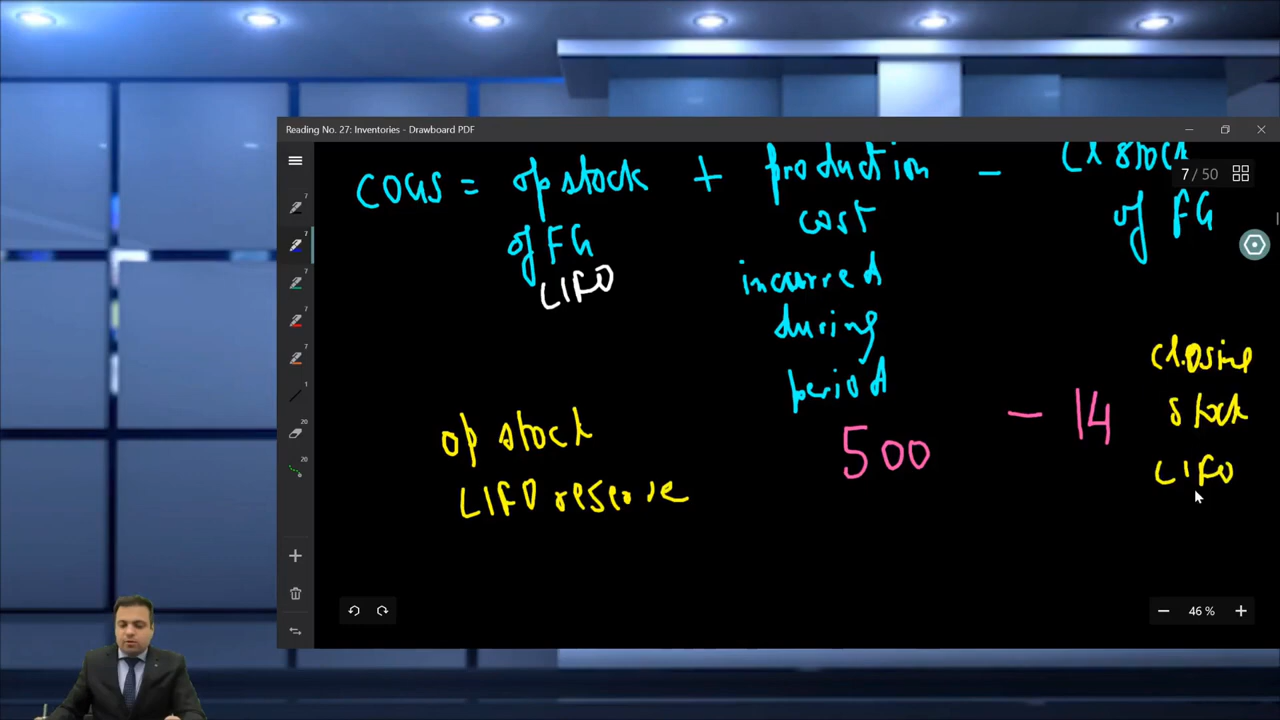 Reading No. 27: Inventories - Drawboard PDF
7 / 50
COGS = op stock + production - Cl stock
of FG cost of FG
LIFO incurred
during
period
closing
op stock 500 - 14 stock
LIFO reserve LIFO
46 %